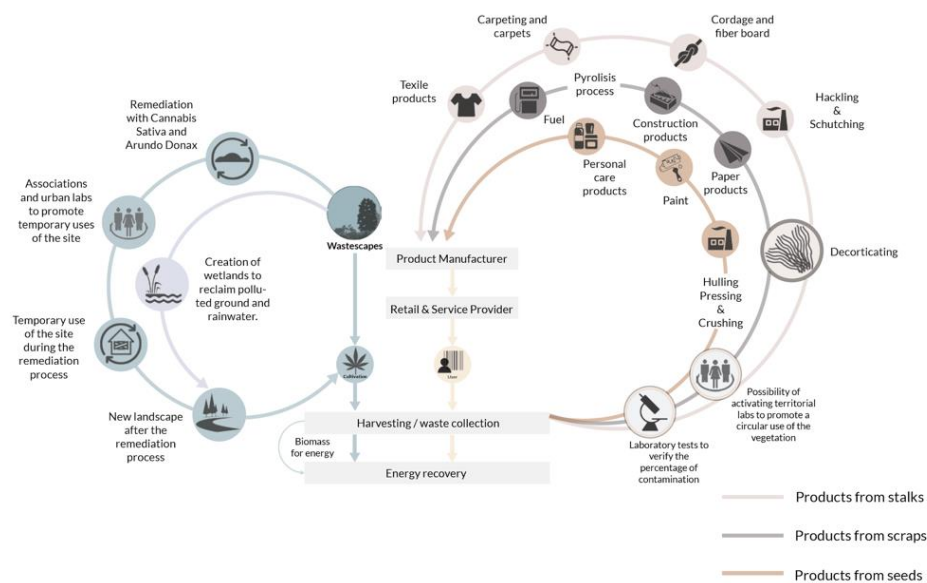 Carpeting and
carpets
Cordage and
fiber board
Texile
products
Pyrolisis
process
Fuel
Construction
products
Hackling
&
Schutching
Remediation
with Cannabis
Sativa and
Arundo Donax
Personal
care
products
Paint
Paper
products
Associations
and urban labs
to promote
temporary uses
of the site
Wastescapes
Product Manufacturer
Decorticating
Creation of
wetlands to
reclaim pollu-
ted ground and
rainwater.
Hulling
Pressing
&
Crushing
Retail & Service Provider
Temporary use
of the site
during the
remediation
process
Cultivation
User
Possibility of
activating territorial
labs to promote a
circular use of the
vegetation
New landscape
after the
remediation
process
Harvesting / waste collection
Biomass
for energy
Laboratory tests to
verify the
percentage of
contamination
Energy recovery
Products from stalks
Products from scraps
Products from seeds